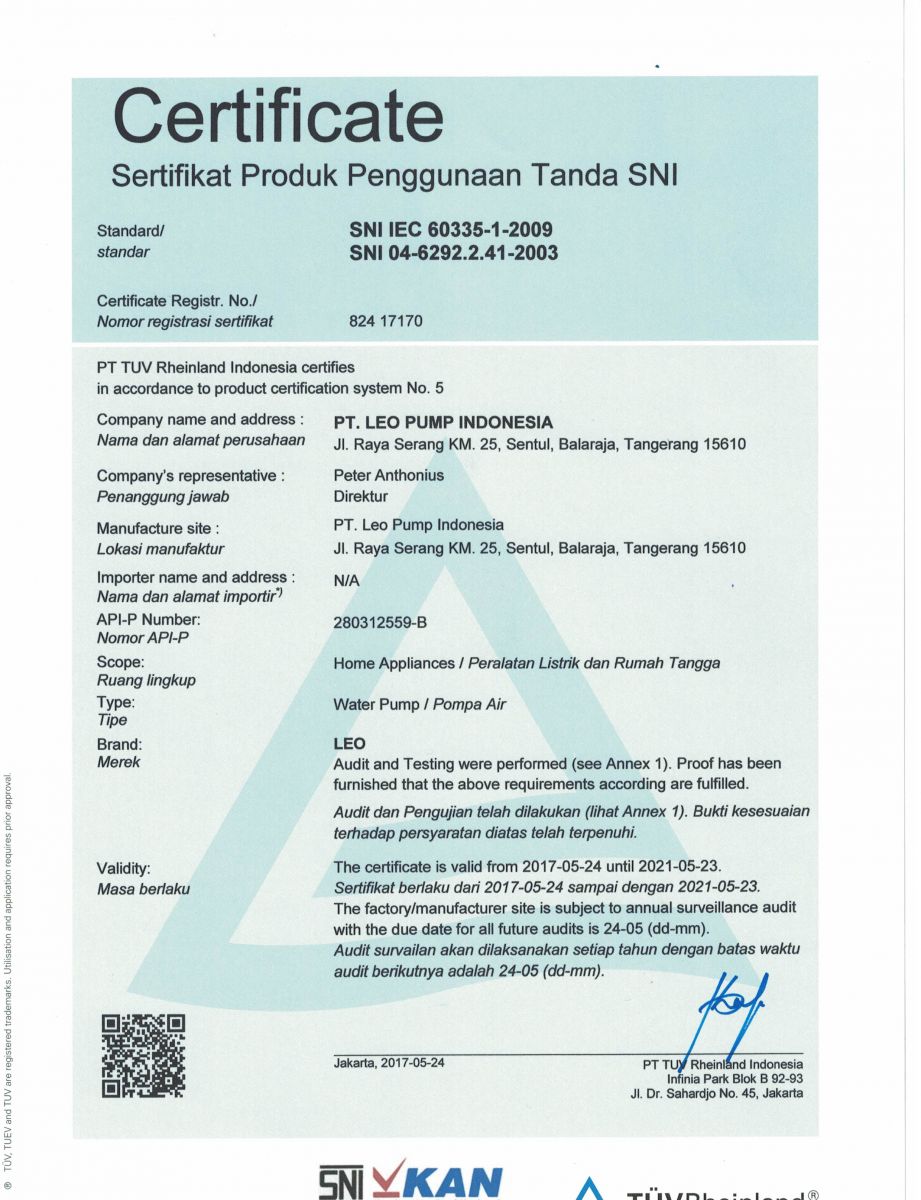 Certificate
Sertifikat Produk Penggunaan Tanda SNI
Standard/
standar
SNI IEC 60335-1-2009
SNI 04-6292.2.41-2003
Certificate Registr. No./
Nomor registrasi sertifikat
824 17170
PT TUV Rheinland Indonesia certifies
in accordance to product certification system No. 5
Company name and address :
Nama dan alamat perusahaan
PT. LEO PUMP INDONESIA
Jl. Raya Serang KM. 25, Sentul, Balaraja, Tangerang 15610
Company's representative :
Penanggung jawab
Peter Anthonius
Direktur
Manufacture site :
Lokasi manufaktur
PT. Leo Pump Indonesia
Jl. Raya Serang KM. 25, Sentul, Balaraja, Tangerang 15610
Importer name and address :
Nama dan alamat importir*)
N/A
API-P Number:
Nomor API-P
280312559-B
Scope:
Ruang lingkup
Home Appliances / Peralatan Listrik dan Rumah Tangga
Type:
Tipe
Water Pump / Pompa Air
Brand:
Merek
LEO
Audit and Testing were performed (see Annex 1). Proof has been
furnished that the above requirements according are fulfilled.
Audit dan Pengujian telah dilakukan (lihat Annex 1). Bukti kesesuaian
terhadap persyaratan diatas telah terpenuhi.
Validity:
Masa berlaku
The certificate is valid from 2017-05-24 until 2021-05-23.
Sertifikat berlaku dari 2017-05-24 sampai dengan 2021-05-23.
The factory/manufacturer site is subject to annual surveillance audit
with the due date for all future audits is 24-05 (dd-mm).
Audit survailan akan dilaksanakan setiap tahun dengan batas waktu
audit berikutnya adalah 24-05 (dd-mm).
Jakarta, 2017-05-24
PT TUV Rheinland Indonesia
Infinia Park Blok B 92-93
Jl. Dr. Sahardjo No. 45, Jakarta
® TÜV, TUEV and TUV are registered trademarks. Utilisation and application requires prior approval.
SNI KAN
TÜVRheinland®